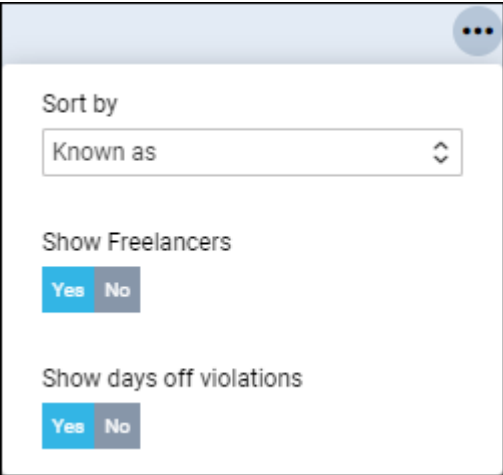 Sort by
Known as
Show Freelancers
Yes No
Show days off violations
Yes No